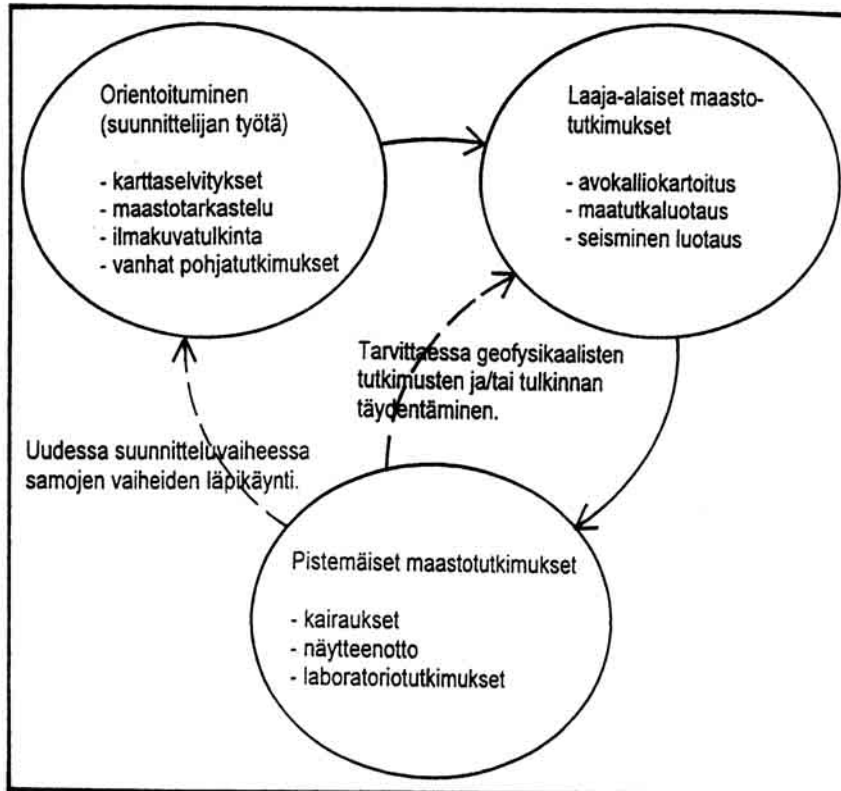 Orientoituminen
(suunnittelijan työtä)
- karttaselvitykset
- maastotarkastelu
- ilmakuvatulkinta
- vanhat pohjatutkimukset
Laaja-alaiset maasto-
tutkimukset
- avokalliokartoitus
- maatutkaluotaus
- seisminen luotaus
Tarvittaessa geofysikaalisten
tutkimusten ja/tai tulkinnan
täydentäminen.
Uudessa suunnitteluvaiheessa
samojen vaiheiden läpikäynti.
Pistemäiset maastotutkimukset
- kairaukset
- näytteenotto
- laboratoriotutkimukset